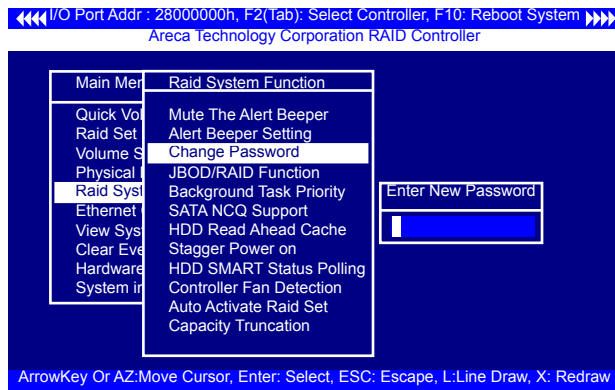 I/O Port Addr : 28000000h, F2(Tab): Select Controller, F10: Reboot System
Areca Technology Corporation RAID Controller
Main Men
Quick Vol
Raid Set
Volume S
Physical
Raid Syst
Ethernet
View Sys
Clear Eve
Hardware
System in
Raid System Function
Mute The Alert Beeper
Alert Beeper Setting
Change Password
JBOD/RAID Function
Background Task Priority
SATA NCQ Support
HDD Read Ahead Cache
Stagger Power on
HDD SMART Status Polling
Controller Fan Detection
Auto Activate Raid Set
Capacity Truncation
Enter New Password
ArrowKey Or AZ:Move Cursor, Enter: Select, ESC: Escape, L:Line Draw, X: Redraw